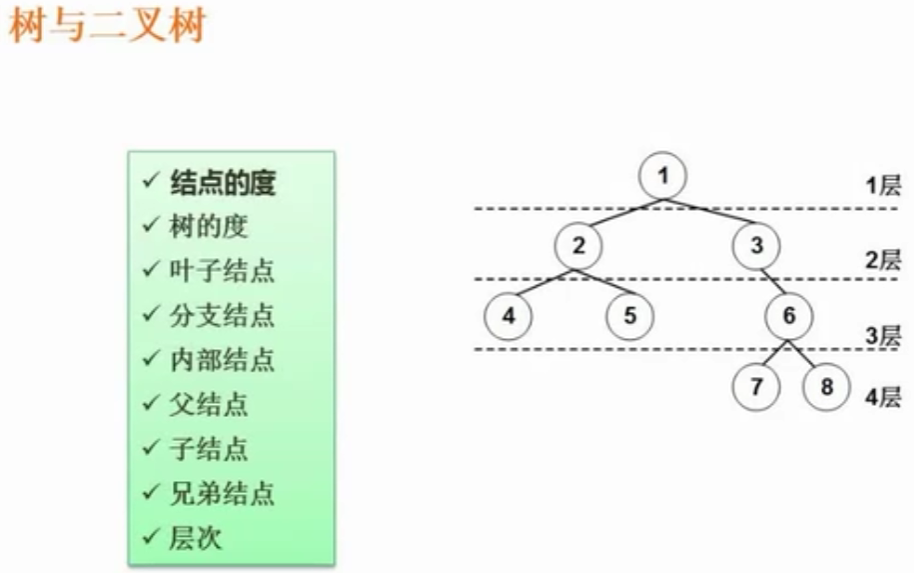 树与二叉树
✓ 结点的度
✓ 树的度
✓ 叶子结点
✓ 分支结点
✓ 内部结点
✓ 父结点
✓ 子结点
✓ 兄弟结点
✓ 层次
1
1层
2
3
2层
4
5
6
3层
7
8
4层